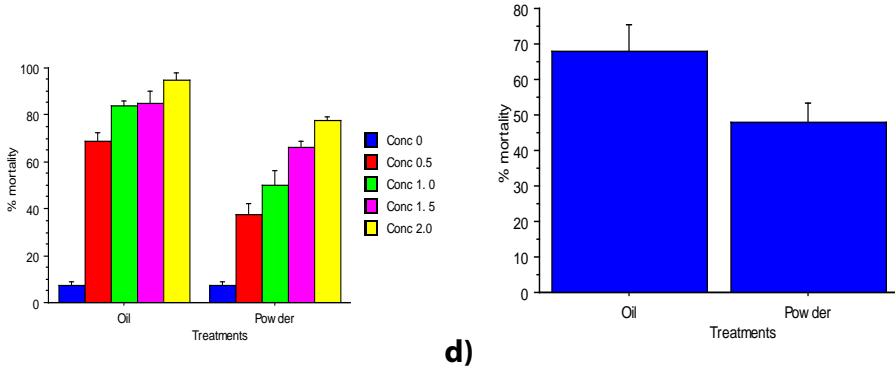 100
80
60
40
20
0
% mortality
Oil
Pow der
Treatments
Conc 0
Conc 0.5
Conc 1. 0
Conc 1. 5
Conc 2.0
d)
80
70
60
50
40
30
20
10
0
% mortality
Oil
Pow der
Treatments